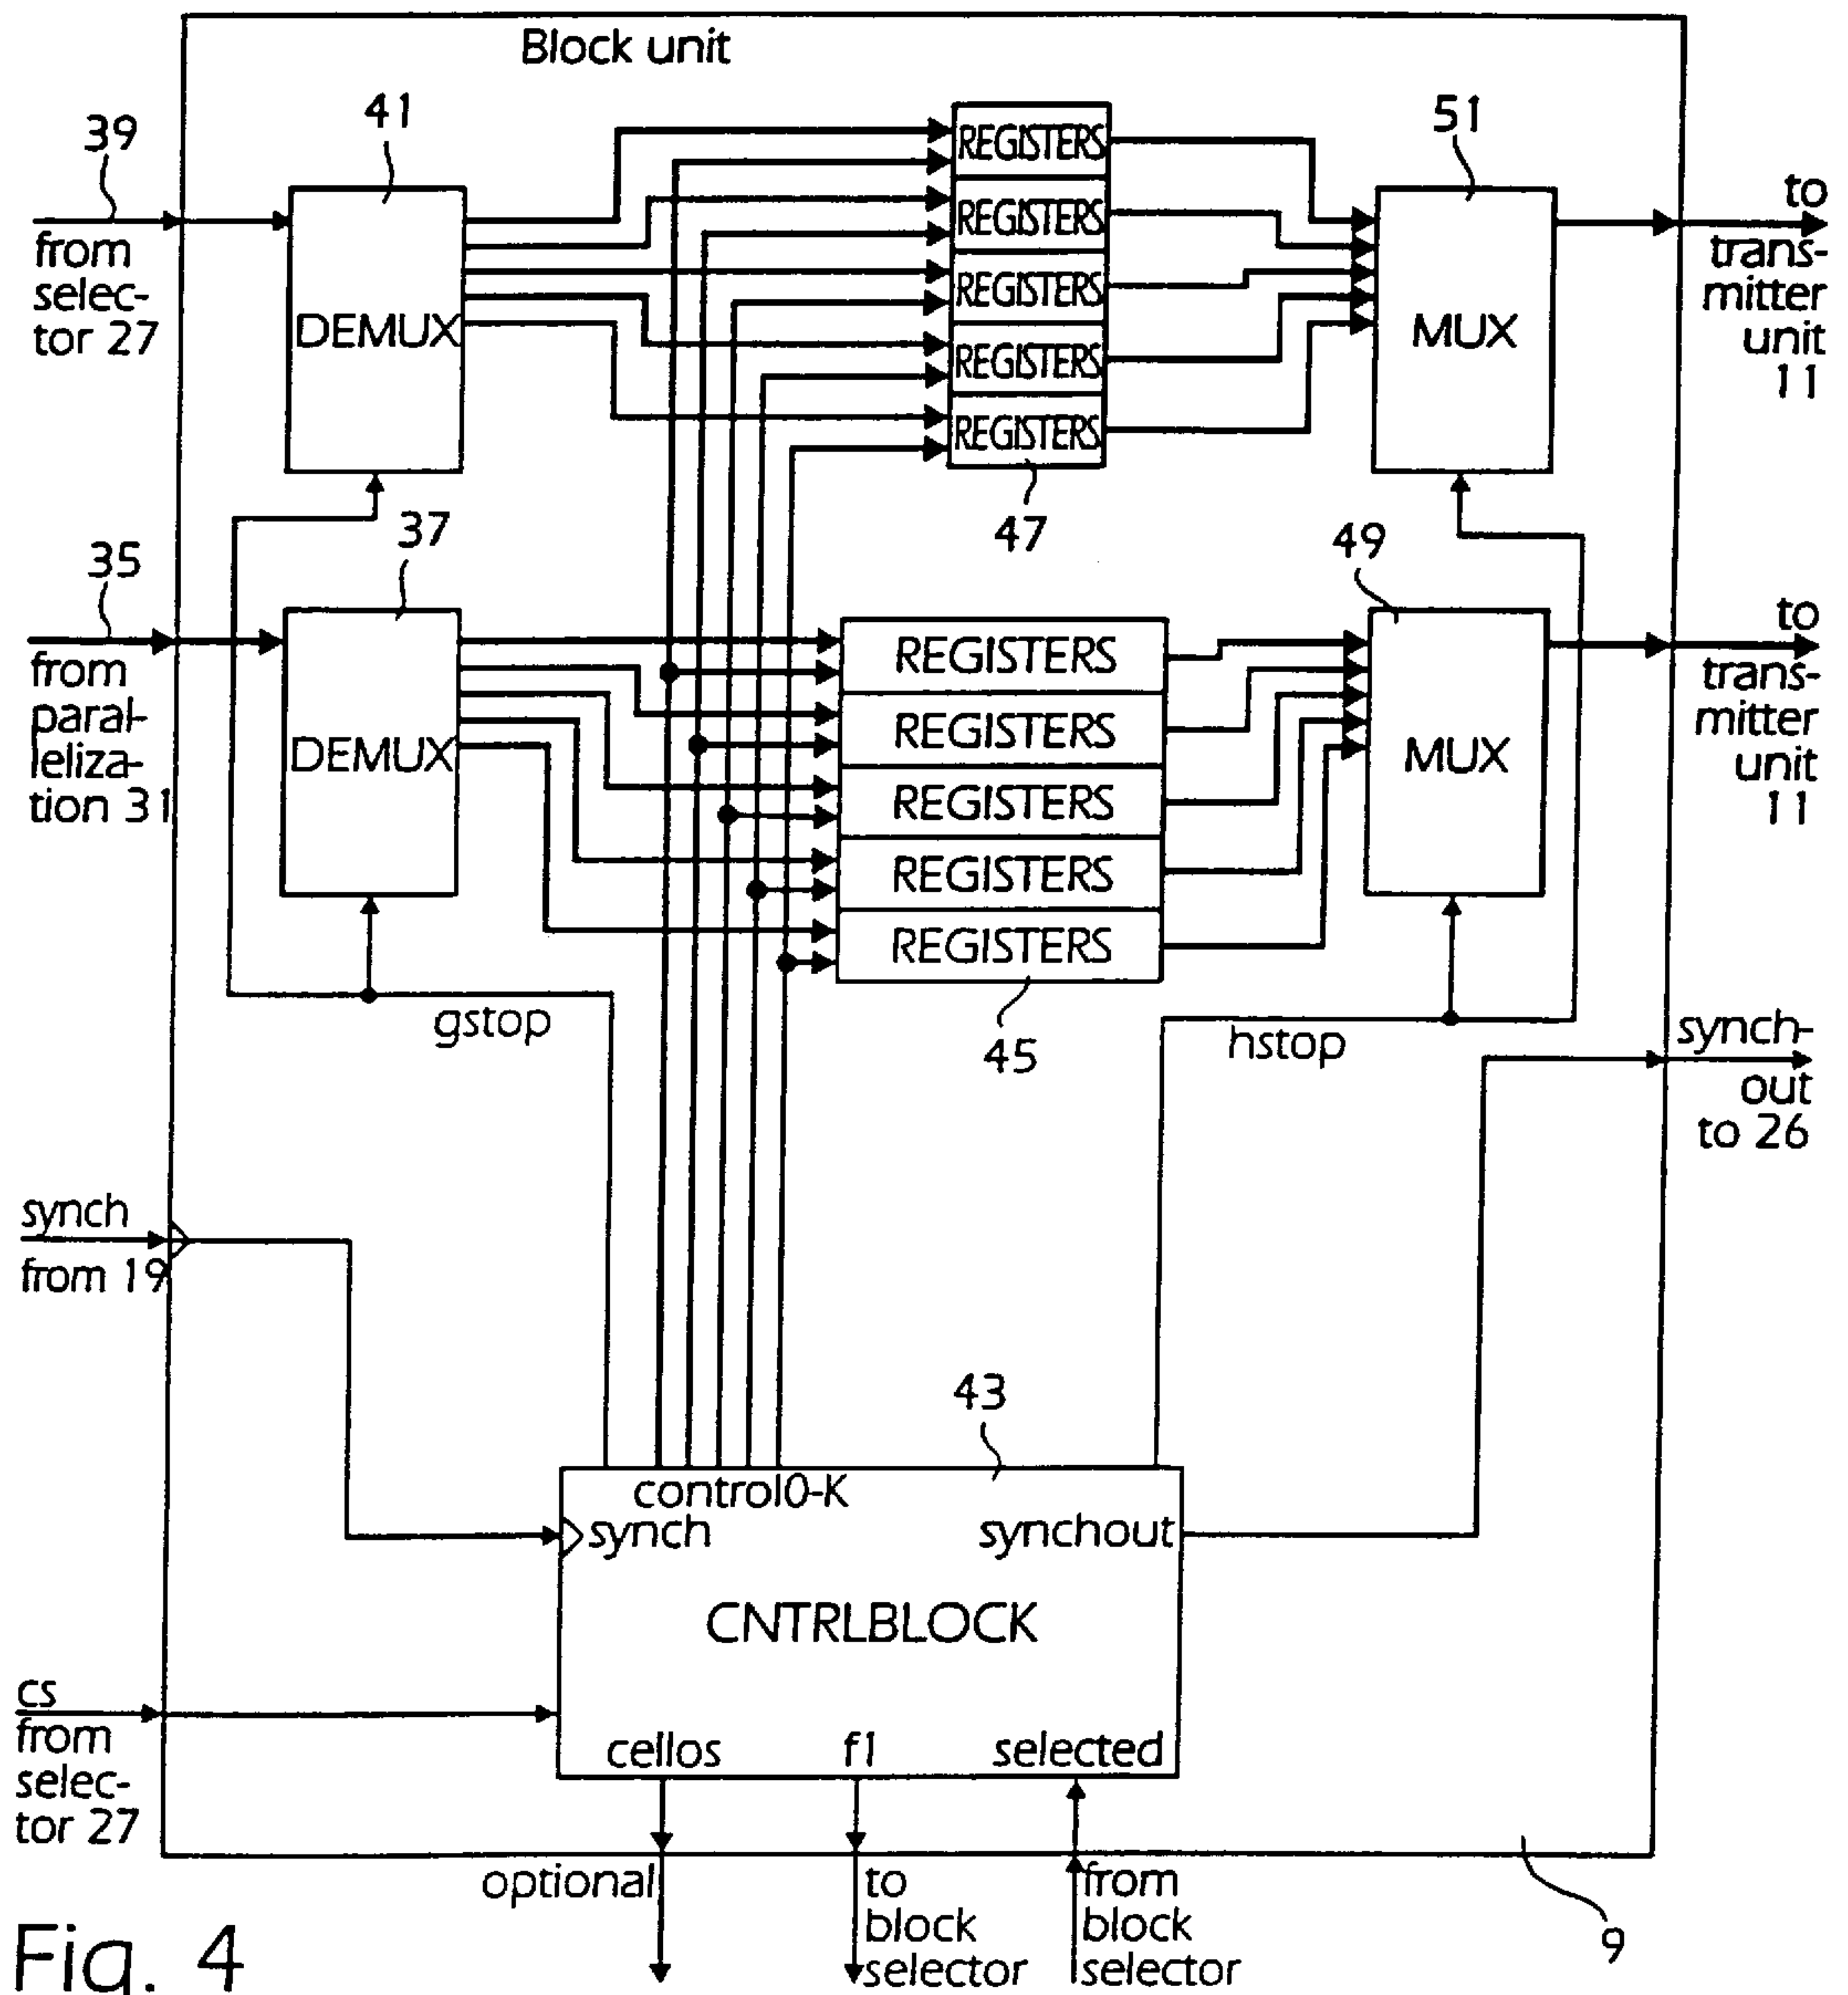 Block unit
39
41
51
REGISTERS
REGISTERS
REGISTERS
REGISTERS
REGISTERS
47
from
selec-
tor 27
DEMUX
MUX
to
trans-
mitter
unit
11
35
37
49
from
paral-
leliza-
tion 31
DEMUX
REGISTERS
REGISTERS
REGISTERS
REGISTERS
REGISTERS
45
MUX
to
trans-
mitter
unit
11
gstop
hstop
synch-
out
to 26
synch
from 19
43
control0-K
synch
synchout
CNTRLBLOCK
cs
from
selec-
tor 27
cellos
f1
selected
optional
to
block
selector
from
block
selector
9
Fig. 4